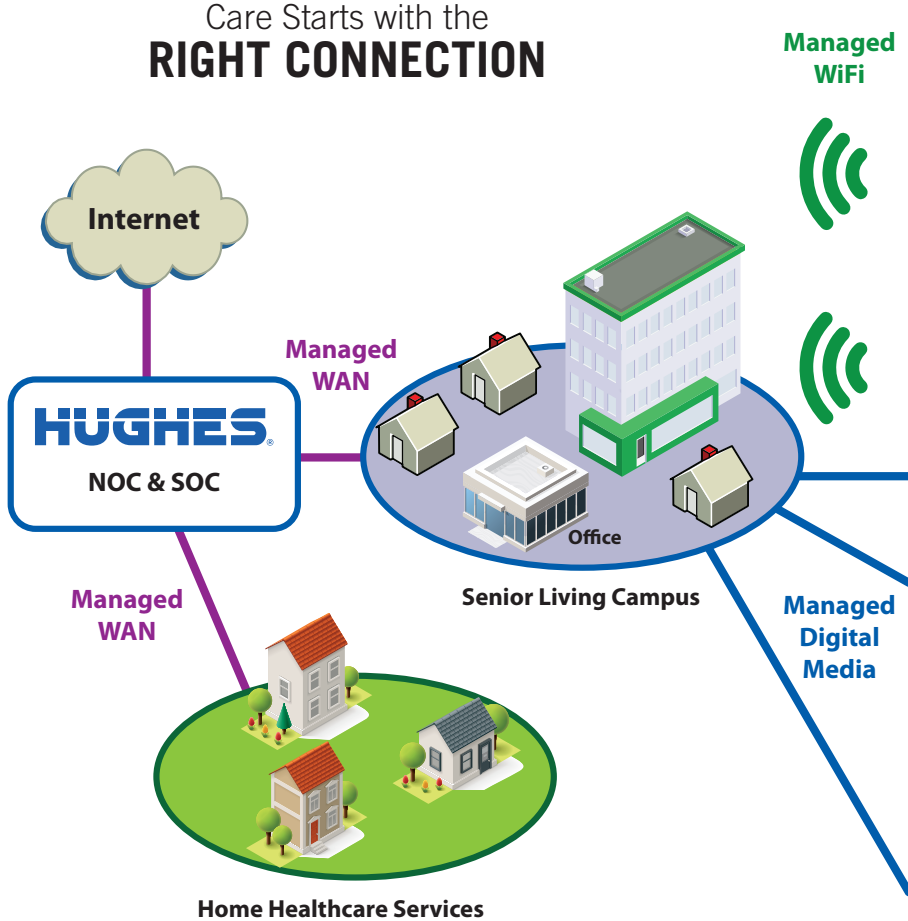 Care Starts with the
RIGHT CONNECTION
Managed
WiFi
Internet
Managed
WAN
HUGHES®
NOC & SOC
Office
Senior Living Campus
Managed
WAN
Managed
Digital
Media
Home Healthcare Services